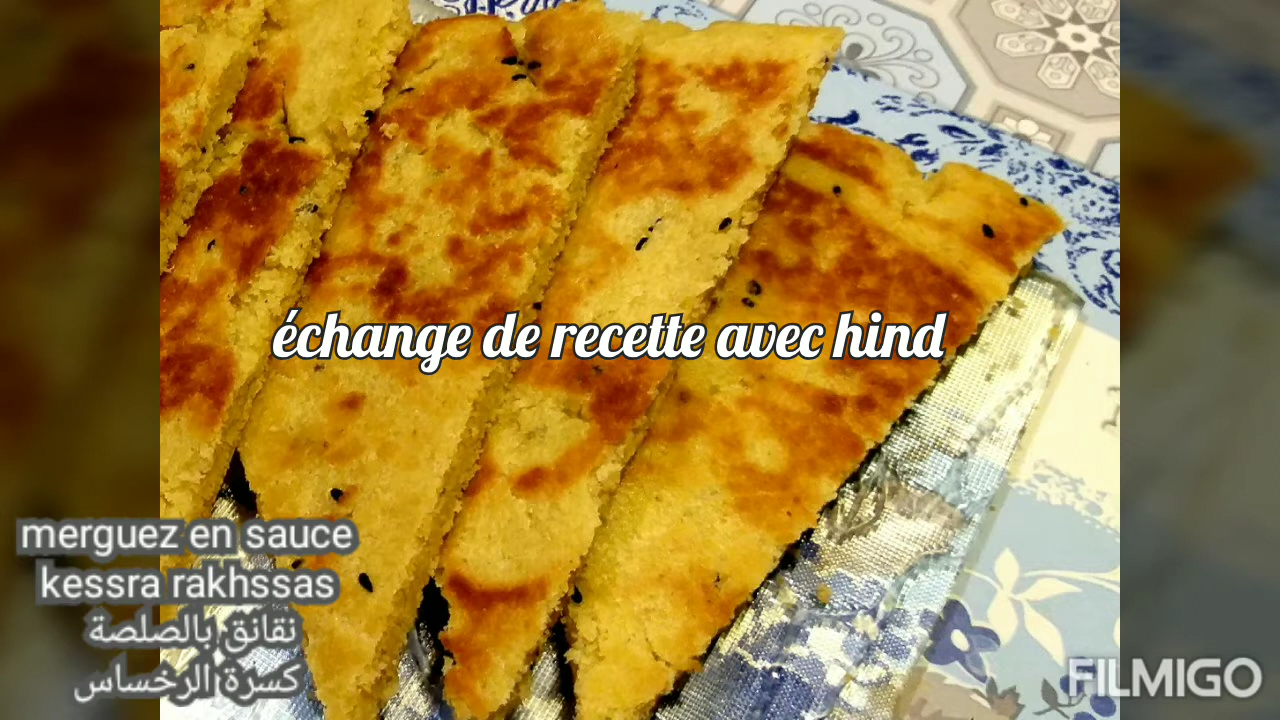 échange de recette avec hind
merguez en sauce
kessra rakhssas
نقانق بالصلصة
كسرة الرخساس
FILMIGO